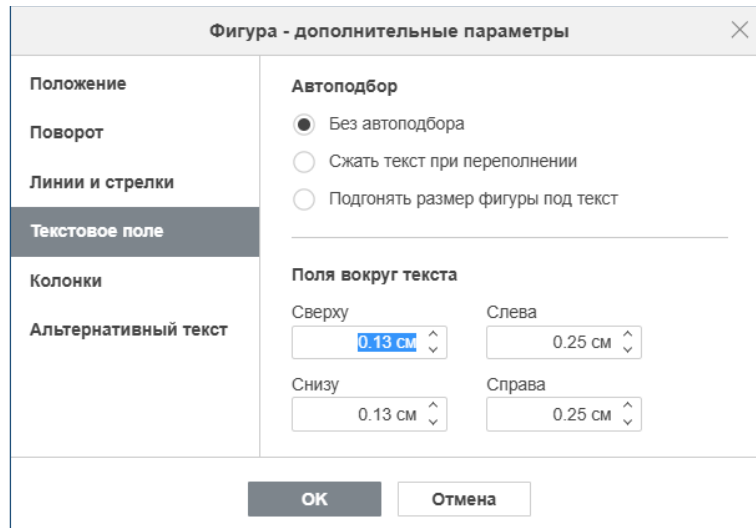 Фигура - дополнительные параметры
Положение
Поворот
Линии и стрелки
Текстовое поле
Колонки
Альтернативный текст
Автоподбор
Без автоподбора
Сжать текст при переполнении
Подгонять размер фигуры под текст
Поля вокруг текста
Сверху Слева
0.13 см 0.25 см
Снизу Справа
0.13 см 0.25 см
OK Отмена